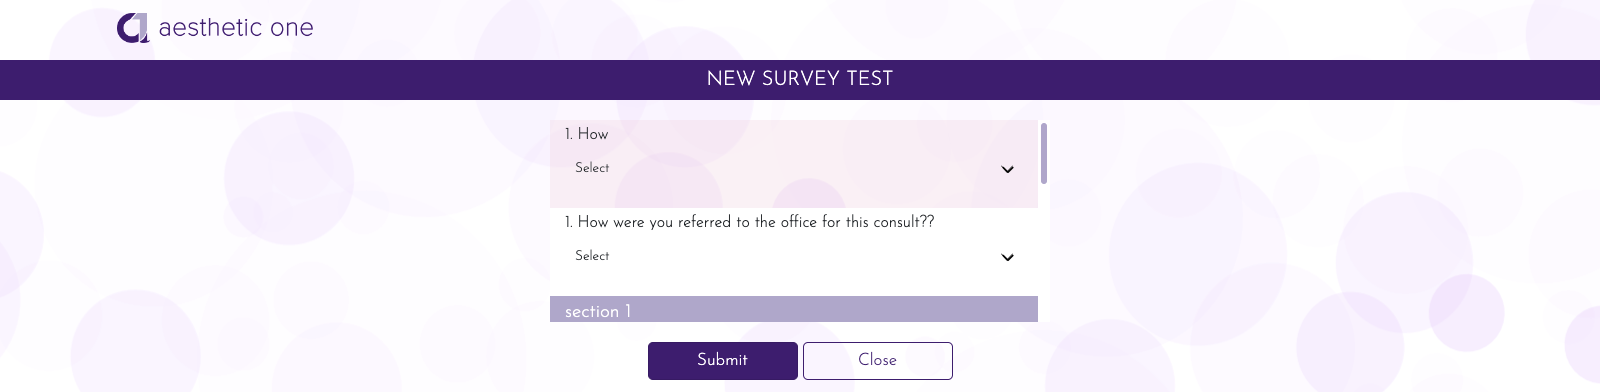 aesthetic one
NEW SURVEY TEST
1. How
Select
1. How were you referred to the office for this consult??
Select
section 1
Submit
Close